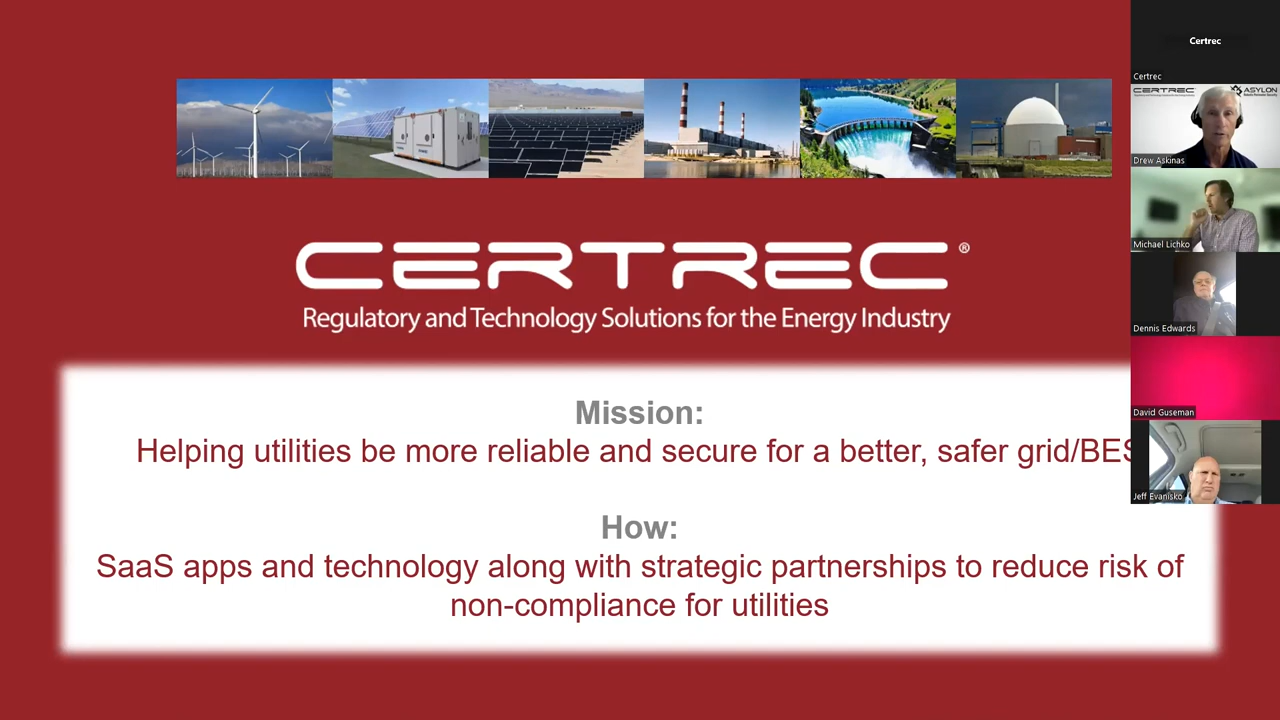 CERTREC®
Regulatory and Technology Solutions for the Energy Industry
Mission:
Helping utilities be more reliable and secure for a better, safer grid/BES
How:
SaaS apps and technology along with strategic partnerships to reduce risk of
non-compliance for utilities
Certrec
Certrec
CERTREC
ASYLON
Drew Askinas
Michael Lichko
Dennis Edwards
David Guseman
Jeff Evanisko